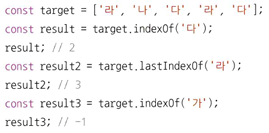 const target = ['라', '나', '다', '라', '다'];
const result = target.indexOf('다');
result; // 2
const result2 = target.lastIndexOf('라');
result2; // 3
const result3 = target.indexOf('가');
result3; // -1